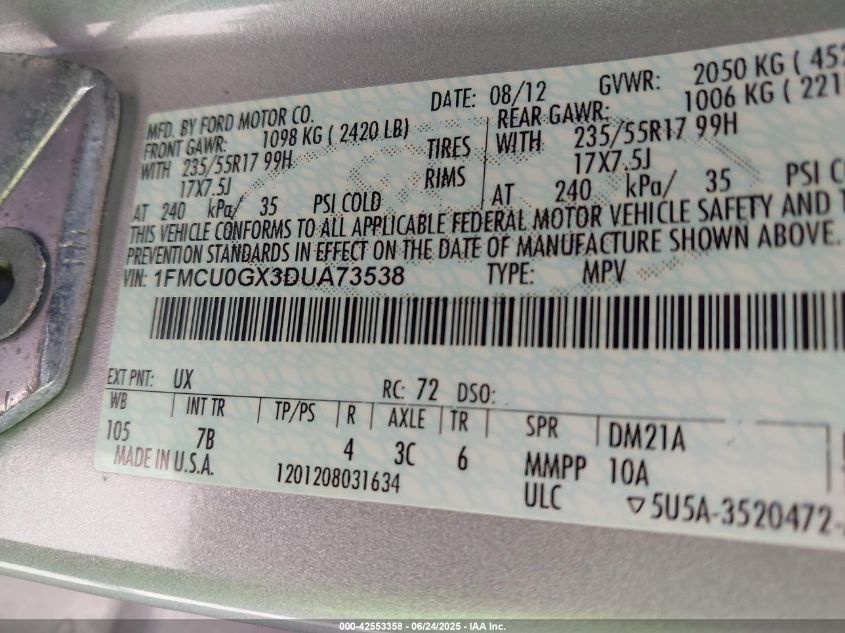 MFD. BY FORD MOTOR CO. DATE: 08/12 GVWR: 2050 KG ( 452
FRONT GAWR: 1098 KG ( 2420 LB) REAR GAWR: 1006 KG ( 221
WITH 235/55R17 99H TIRES WITH 235/55R17 99H
17X7.5J RIMS 17X7.5J
AT 240 kPa/ 35 PSI COLD AT 240 kPa/ 35 PSI C
THIS VEHICLE CONFORMS TO ALL APPLICABLE FEDERAL MOTOR VEHICLE SAFETY AND
PREVENTION STANDARDS IN EFFECT ON THE DATE OF MANUFACTURE SHOWN ABOVE.
VIN: 1FMCU0GX3DUA73538 TYPE: MPV
EXT PNT: UX RC: 72 DSO:
WB INT TR TP/PS R AXLE TR SPR DM21A
105 7B 4 3C 6 MMPP 10A
MADE IN U.S.A. 1201208031634 ULC ▽5U5A-3520472-
000-42553358 - 06/24/2025 - IAA Inc.